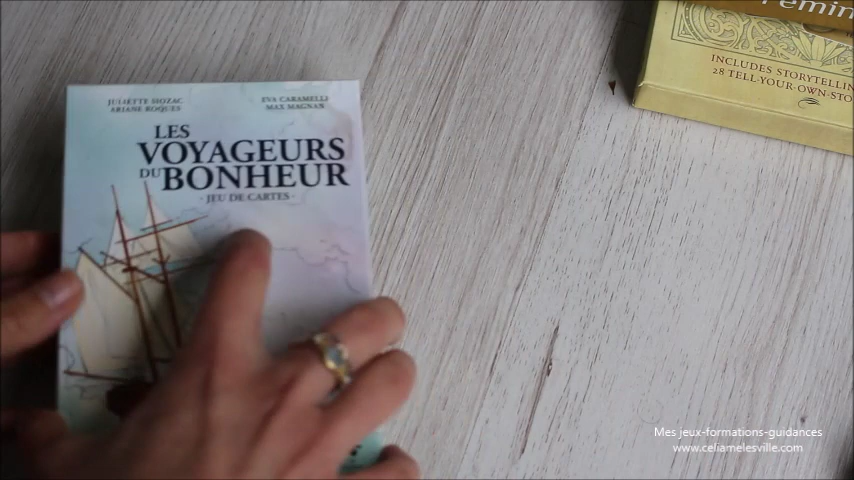 JULIETTE SIOZAC
ARIANE ROQUES
EVA CARAMELLI
MAX MAGNAN
LES
VOYAGEURS
DU BONHEUR
- JEU DE CARTES -
INCLUDES STORYTELLIN
28 TELL-YOUR-OWN-STO
Mes jeux-formations-guidances
www.celiamelesville.com